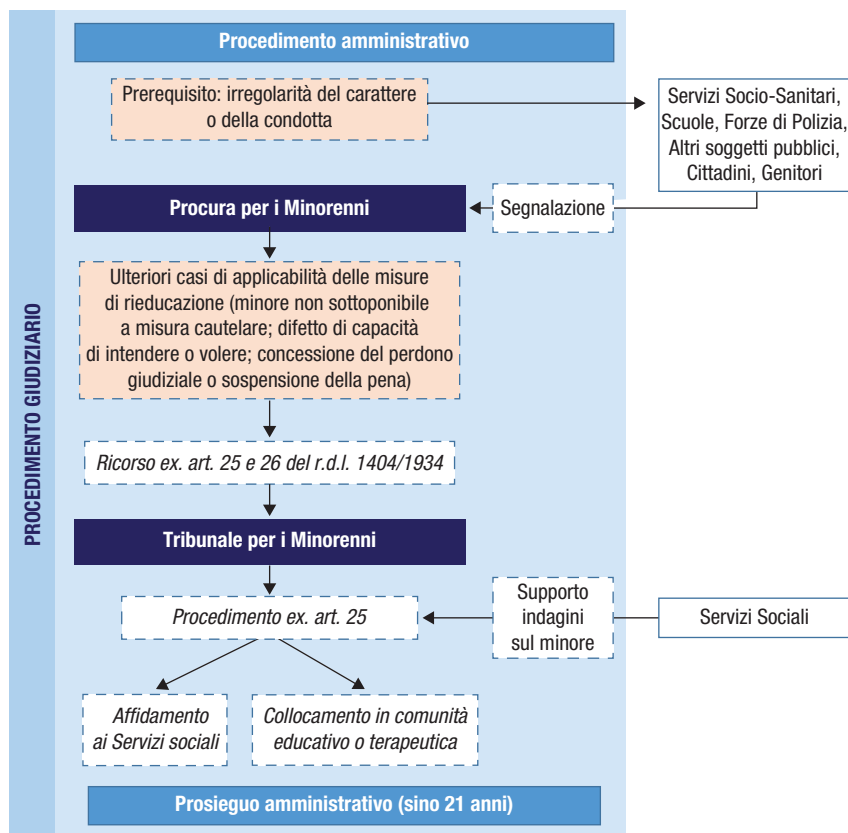 Procedimento amministrativo
Prerequisito: irregolarità del carattere
o della condotta
Servizi Socio-Sanitari,
Scuole, Forze di Polizia,
Altri soggetti pubblici,
Cittadini, Genitori
Procura per i Minorenni
Segnalazione
Ulteriori casi di applicabilità delle misure
di rieducazione (minore non sottoponibile
a misura cautelare; difetto di capacità
di intendere o volere; concessione del perdono
giudiziale o sospensione della pena)
PROCEDIMENTO GIUDIZIARIO
Ricorso ex. art. 25 e 26 del r.d.l. 1404/1934
Tribunale per i Minorenni
Procedimento ex. art. 25
Supporto
indagini
sul minore
Servizi Sociali
Affidamento
ai Servizi sociali
Collocamento in comunità
educativo o terapeutica
Prosieguo amministrativo (sino 21 anni)